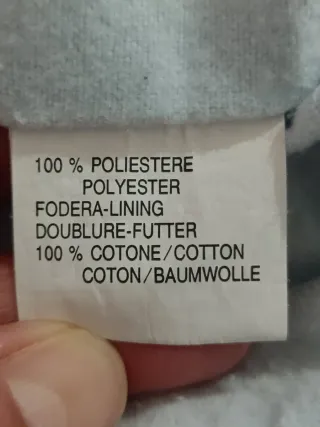 100 % POLIESTERE
POLYESTER
FODERA-LINING
DOUBLURE-FUTTER
100 % COTONE/COTTON
COTON/BAUMWOLLE